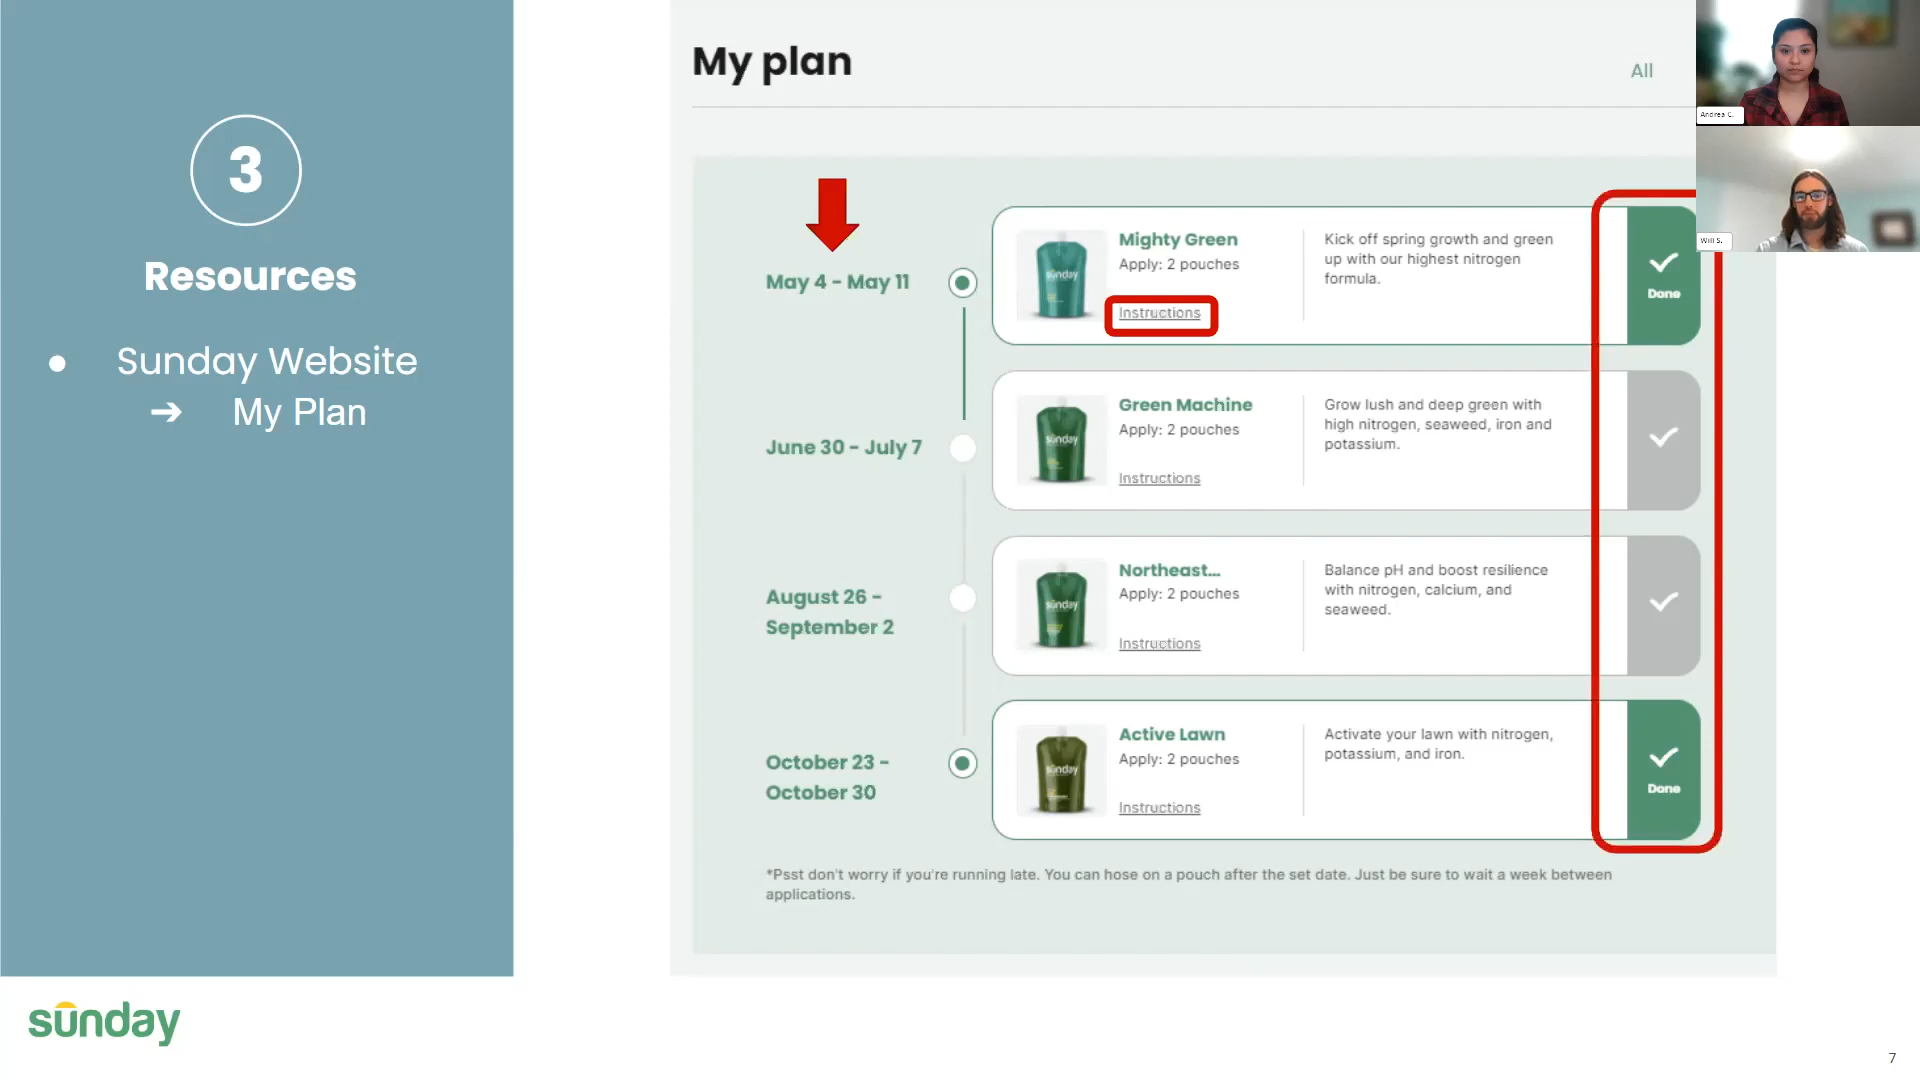 3
Resources
● Sunday Website
➔ My Plan
sunday
My plan
All
May 4 - May 11
sunday
Mighty Green
Apply: 2 pouches
Instructions
Kick off spring growth and green
up with our highest nitrogen
formula.
Done
June 30 - July 7
sunday
Green Machine
Apply: 2 pouches
Instructions
Grow lush and deep green with
high nitrogen, seaweed, iron and
potassium.
August 26 -
September 2
sunday
Northeast...
Apply: 2 pouches
Instructions
Balance pH and boost resilience
with nitrogen, calcium, and
seaweed.
October 23 -
October 30
sunday
Active Lawn
Apply: 2 pouches
Instructions
Activate your lawn with nitrogen,
potassium, and iron.
Done
*Psst don't worry if you're running late. You can hose on a pouch after the set date. Just be sure to wait a week between
applications.
Andrea C.
Will S.
7